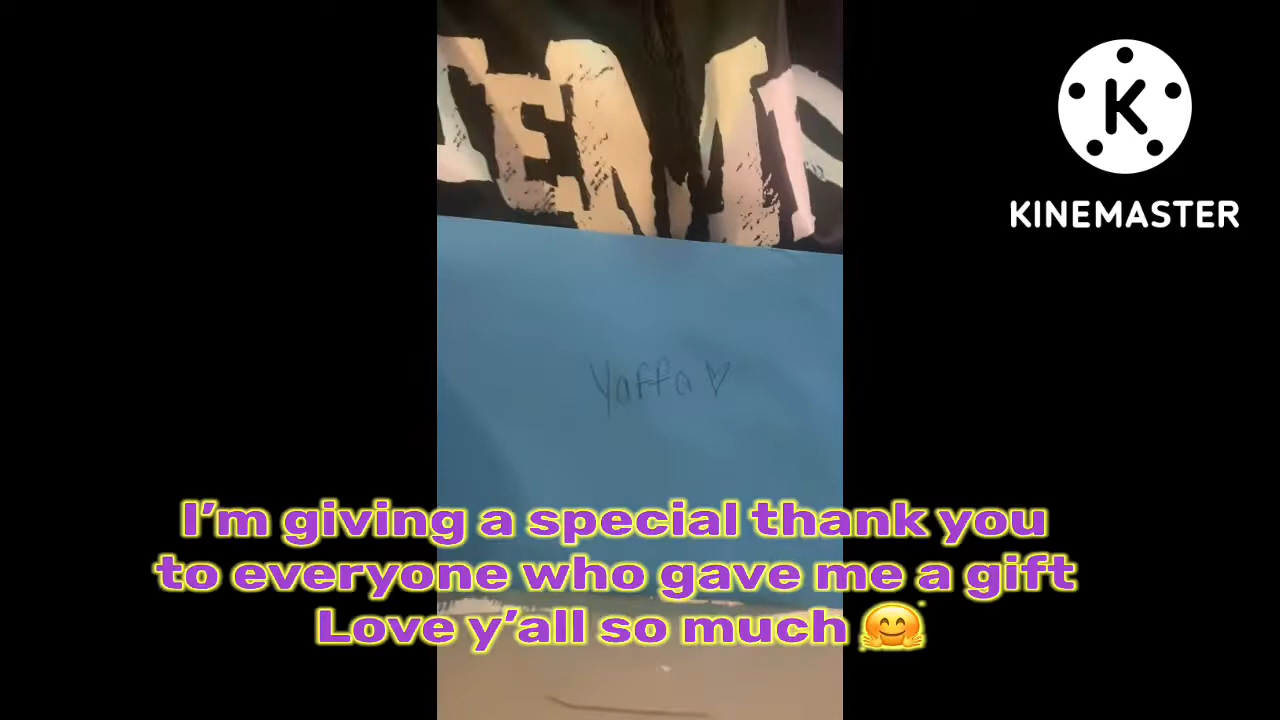 KINEMASTER
Yaffa ♡
I’m giving a special thank you
to everyone who gave me a gift
Love y’all so much 🤗